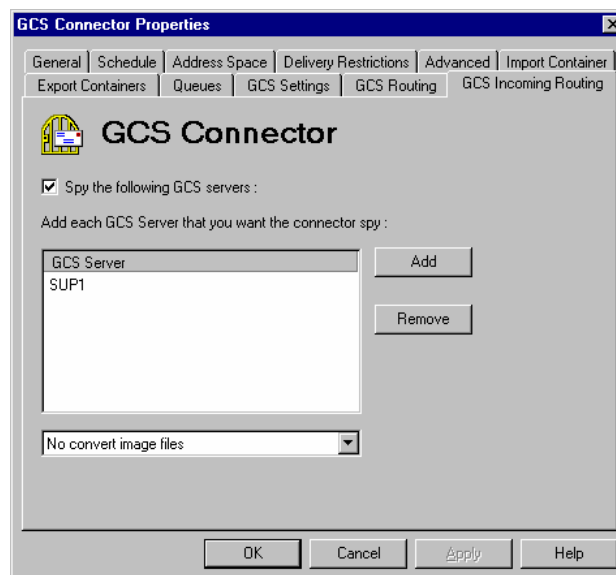 GCS Connector Properties
General Schedule Address Space Delivery Restrictions Advanced Import Container
Export Containers Queues GCS Settings GCS Routing GCS Incoming Routing
GCS Connector
Spy the following GCS servers :
Add each GCS Server that you want the connector spy :
GCS Server
Add
SUP1
Remove
No convert image files
OK Cancel Apply Help